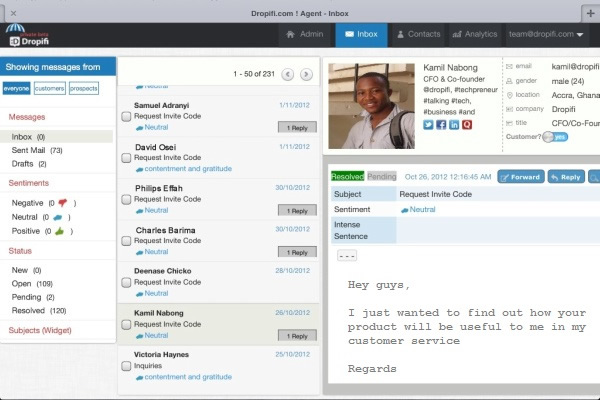 Dropifi.com ! Agent - Inbox
private beta
Dropifi
Admin
Inbox
Contacts
Analytics
team@dropifi.com
Showing messages from
everyone
customers
prospects
Messages
Inbox (0)
Sent Mail (73)
Drafts (2)
Sentiments
Negative (0
Neutral (0
Positive (0
Status
New (0)
Open (109)
Pending (2)
Resolved (120)
Subjects (Widget)
1 - 50 of 231
Neutral
1 Reply
Samuel Adranyi 1/11/2012
Request Invite Code
Neutral
1 Reply
David Osei 1/11/2012
Request Invite Code
contentment and gratitude
Philips Effah 30/10/2012
Request Invite Code
Neutral
1 Reply
Charles Barima 30/10/2012
Request Invite Code
Neutral
1 Reply
Deenase Chicko 28/10/2012
Request Invite Code
Neutral
Kamil Nabong 26/10/2012
Request Invite Code
Neutral
1 Reply
Victoria Haynes 25/10/2012
Inquiries
contentment and gratitude
Kamil Nabong
CFO & Co-founder
@dropifi, #techpreneur
#talking #tech,
#business #and
email kamil@dropifi
gender male (24)
location Accra, Ghana
company Dropifi
title CFO/Co-Four
Customer? yes
Resolved Pending Oct 26, 2012 12:16:45 AM Forward Reply
Subject Request Invite Code
Sentiment Neutral
Intense
Sentence
---
Hey guys,
I just wanted to find out how your
product will be useful to me in my
customer service
Regards